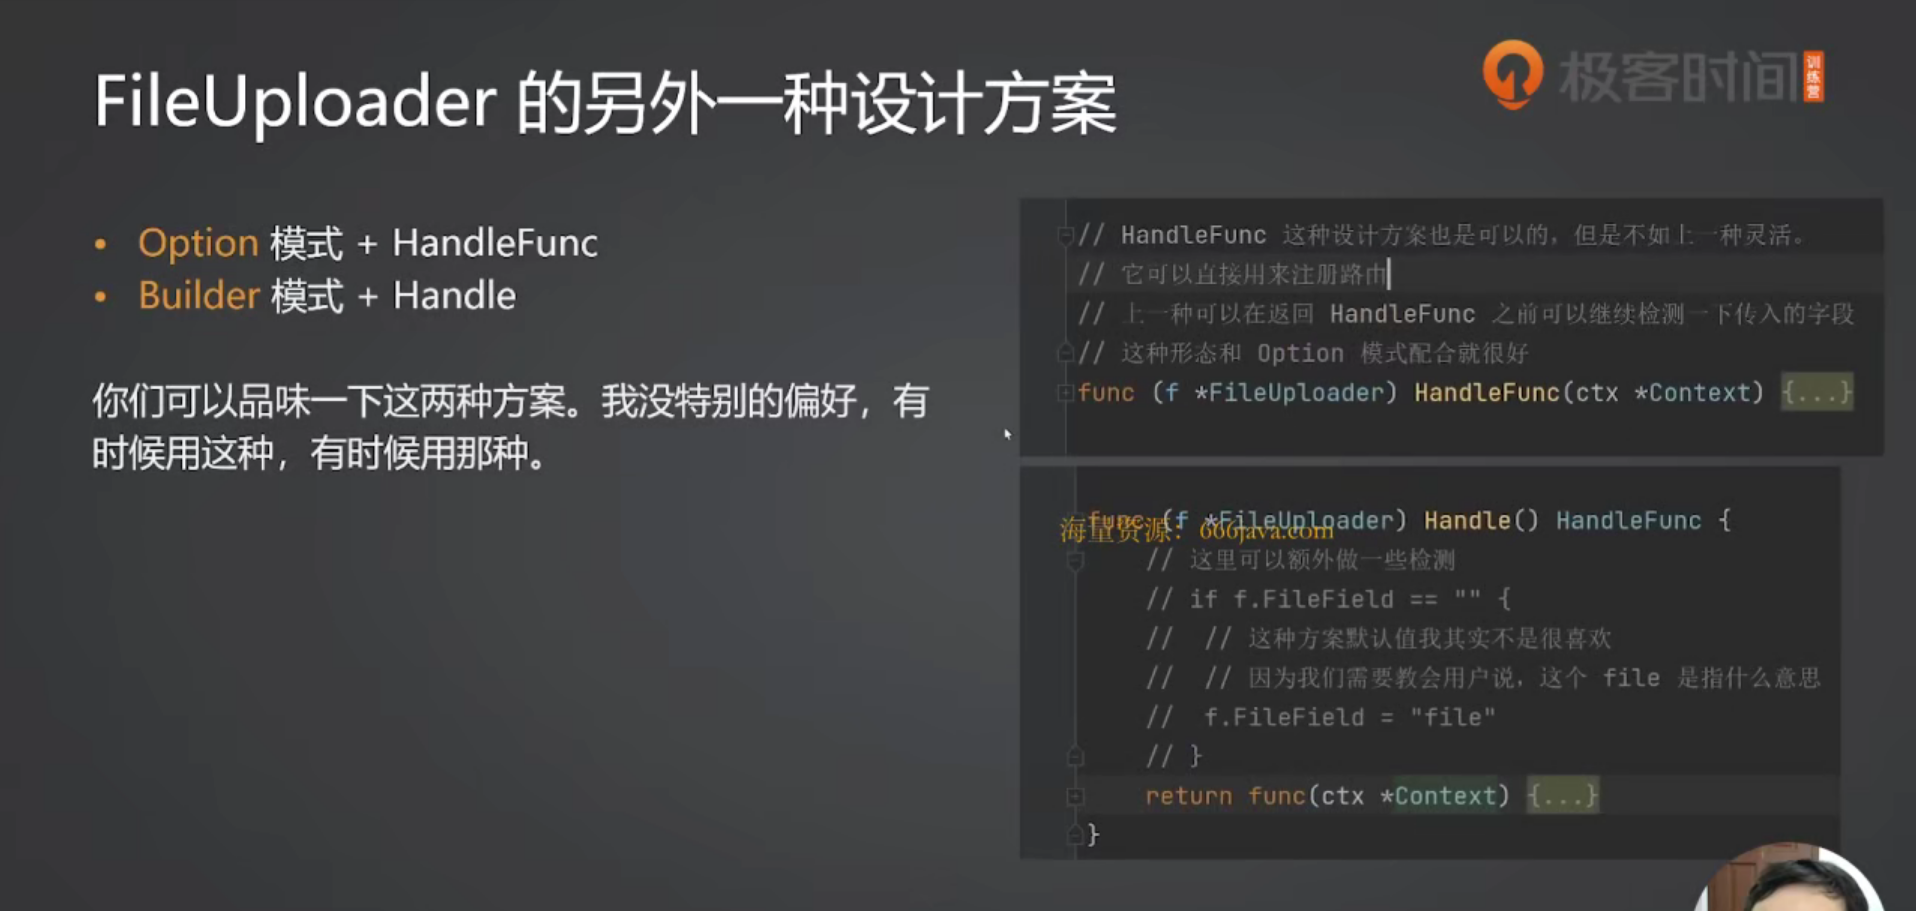 FileUploader 的另外一种设计方案
极客时间
训练营
• Option 模式 + HandleFunc
• Builder 模式 + Handle
你们可以品味一下这两种方案。我没特别的偏好，有
时候用这种，有时候用那种。
// HandleFunc 这种设计方案也是可以的，但是不如上一种灵活。
// 它可以直接用来注册路由
// 上一种可以在返回 HandleFunc 之前可以继续检测一下传入的字段
// 这种形态和 Option 模式配合就很好
func (f *FileUploader) HandleFunc(ctx *Context) {...}
func (f *FileUploader) Handle() HandleFunc {
海量资源：666java.com
// 这里可以额外做一些检测
// if f.FileField == "" {
// // 这种方案默认值我其实不是很喜欢
// // 因为我们需要教会用户说，这个 file 是指什么意思
// f.FileField = "file"
// }
return func(ctx *Context) {...}
}